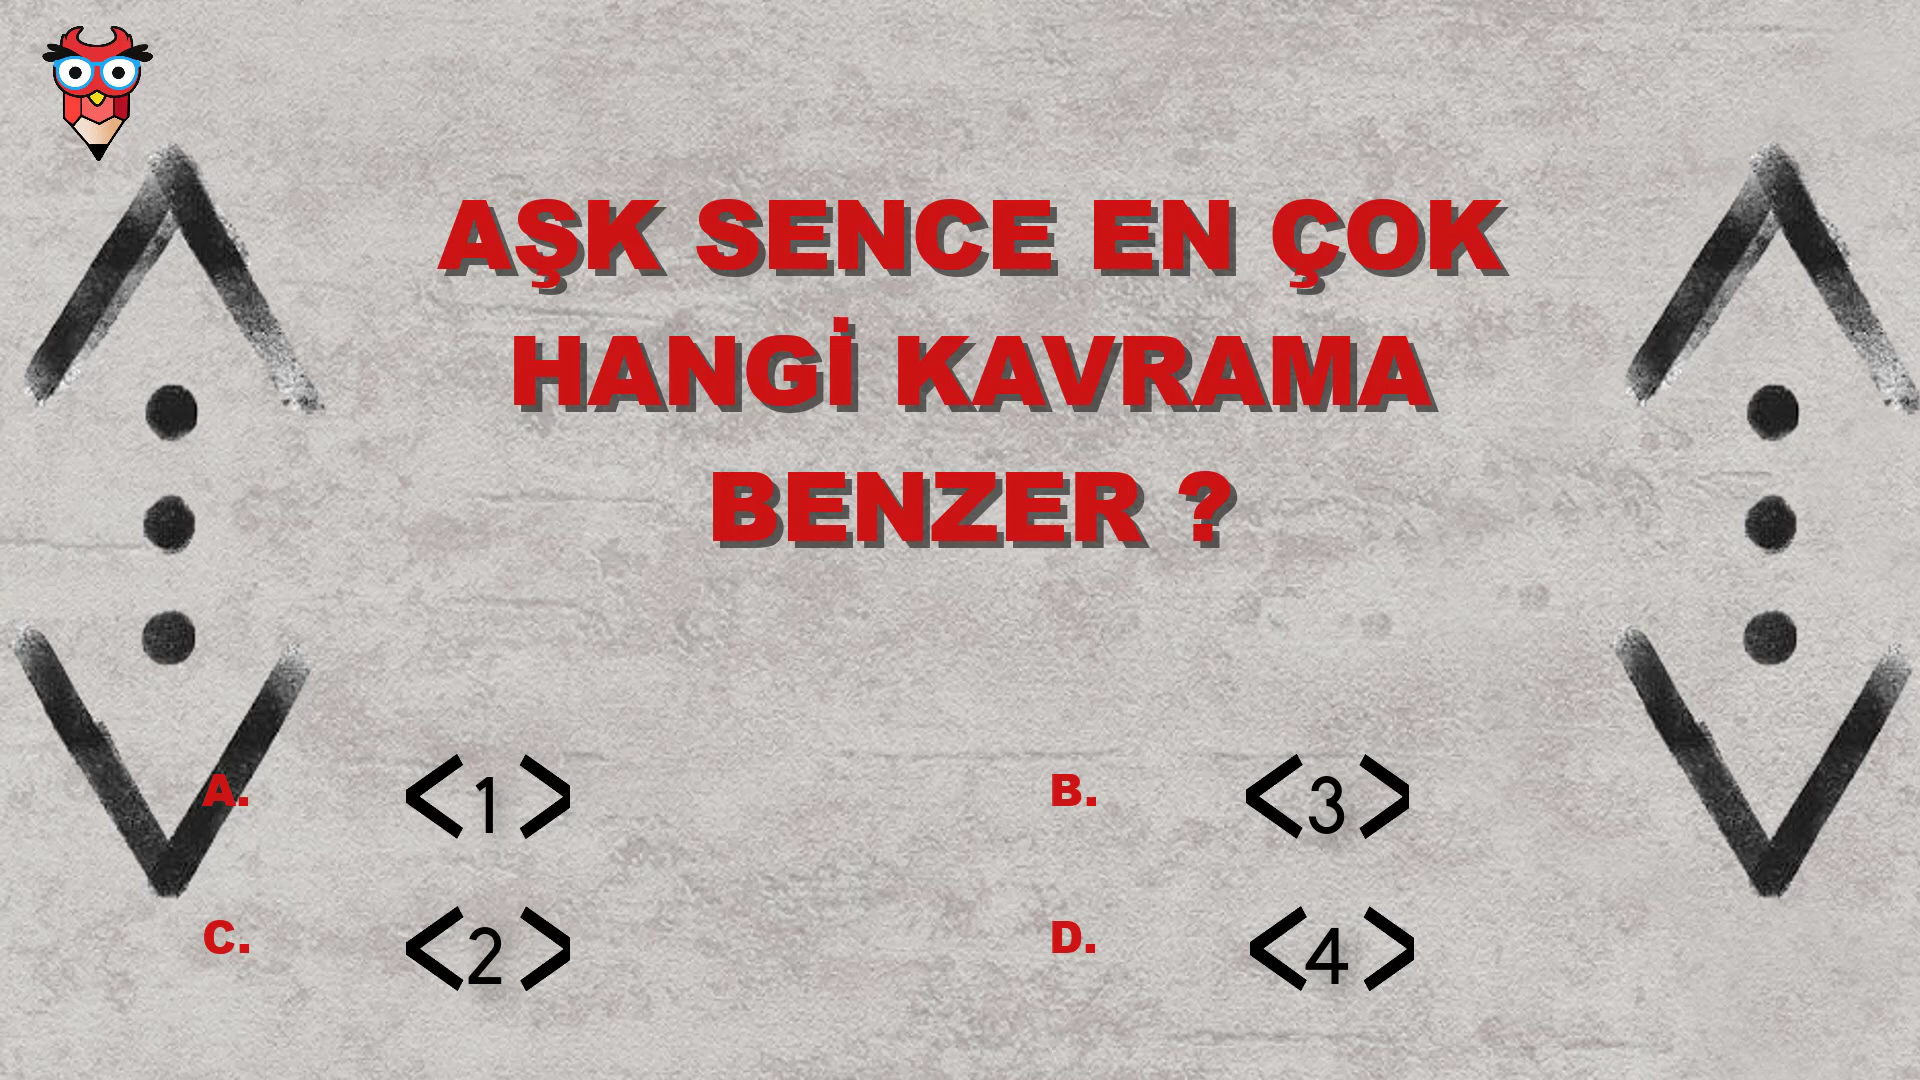 AŞK SENCE EN ÇOK
HANGİ KAVRAMA
BENZER ?
A. <1>
B. <3>
C. <2>
D. <4>